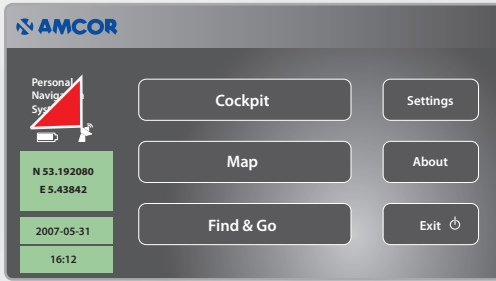 AMCOR
Personal
Cockpit
Settings
N 53.192080
E 5.43842
Map
About
2007-05-31
16:12
Find & Go
Exit